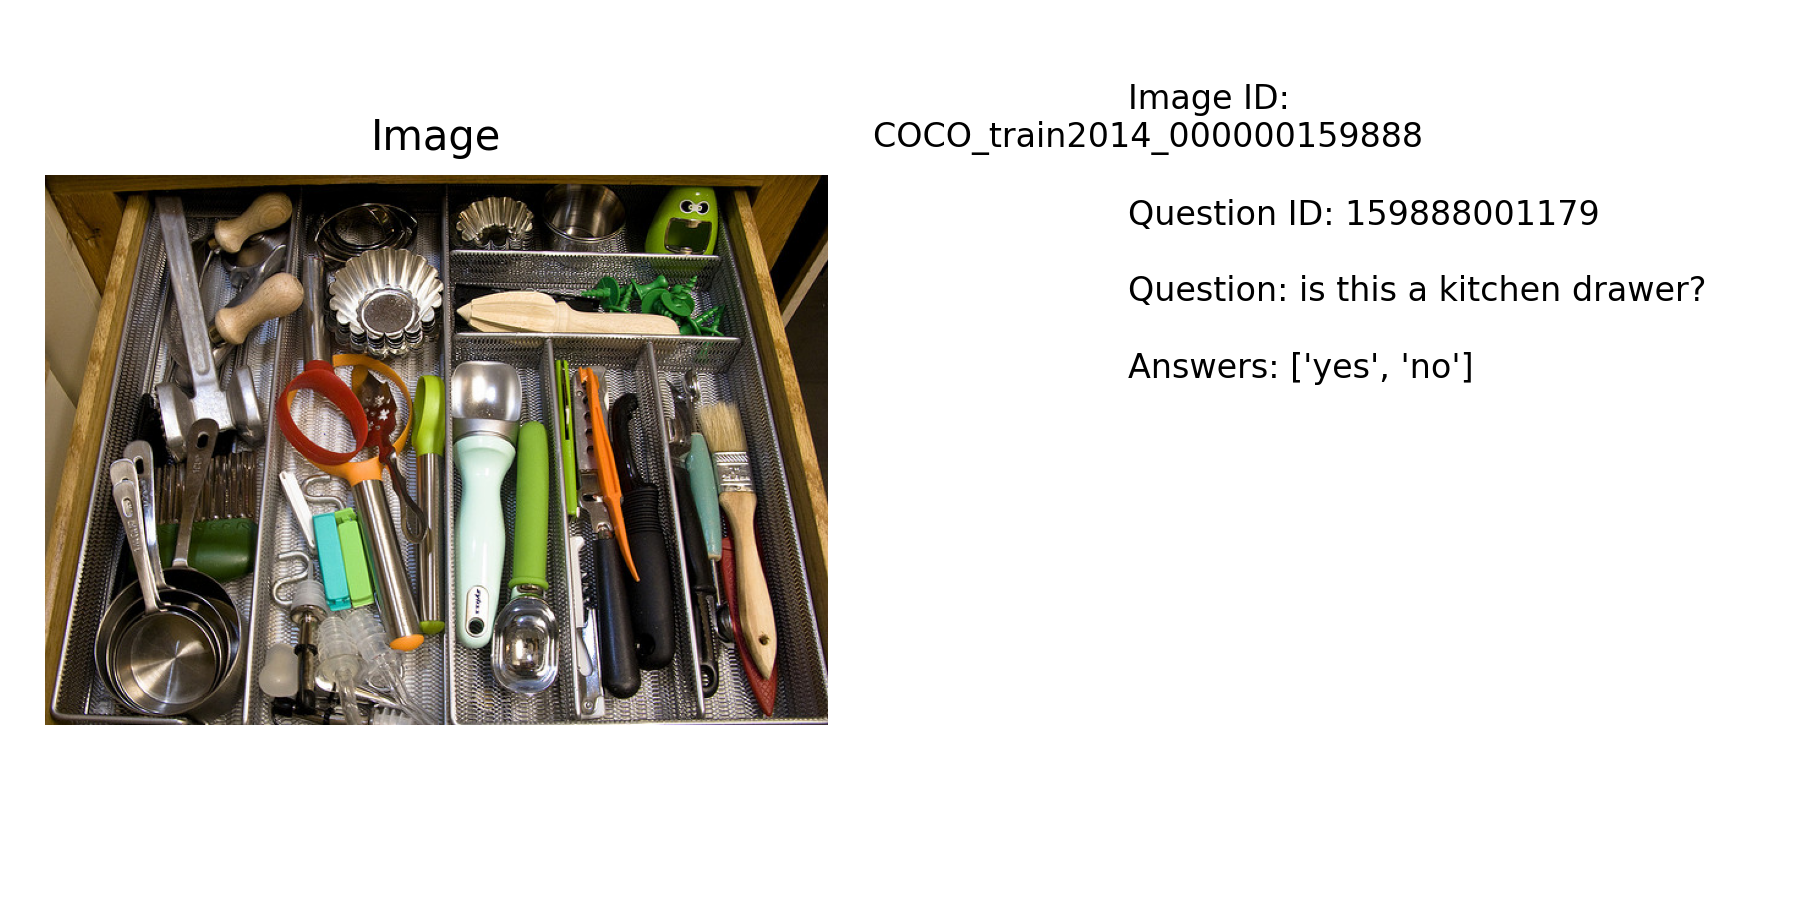 Image
Image ID:
COCO_train2014_000000159888
Question ID: 159888001179
Question: is this a kitchen drawer?
Answers: ['yes', 'no']